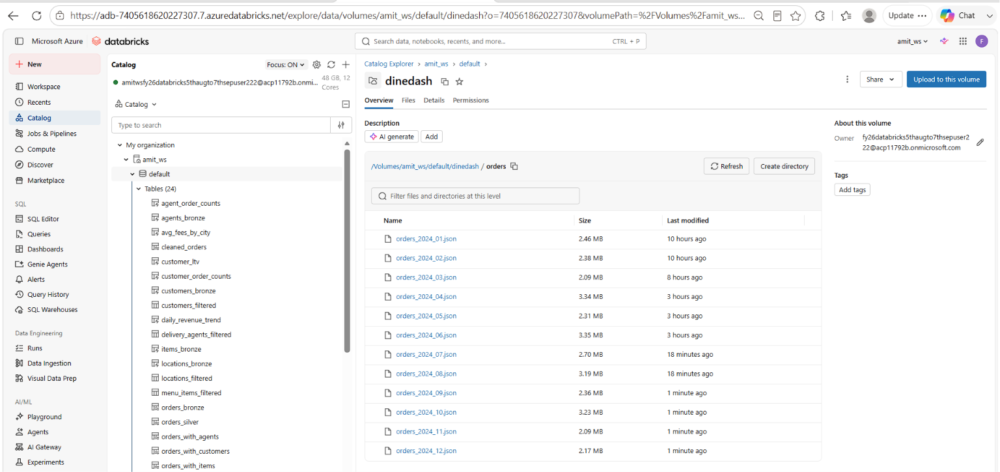 https://adb-7405618620227307.7.azuredatabricks.net/explore/data/volumes/amit_ws/default/dinedash?o=7405618620227307&volumePath=%2FVolumes%2Famit_ws...
Update
Chat
Microsoft Azure
databricks
Search data, notebooks, recents, and more...
CTRL + P
amit_ws
F
New
Workspace
Recents
Catalog
Jobs & Pipelines
Compute
Discover
Marketplace
SQL
SQL Editor
Queries
Dashboards
Genie Agents
Alerts
Query History
SQL Warehouses
Data Engineering
Runs
Data Ingestion
Visual Data Prep
AI/ML
Playground
Agents
AI Gateway
Experiments
Catalog
Focus: ON
amitwsfy26databricks5thaugto7thsepuser222@acp11792b.onmi...
48 GB, 12
Cores
Catalog
Type to search
My organization
amit_ws
default
Tables (24)
agent_order_counts
agents_bronze
avg_fees_by_city
cleaned_orders
customer_ltv
customer_order_counts
customers_bronze
customers_filtered
daily_revenue_trend
delivery_agents_filtered
items_bronze
locations_bronze
locations_filtered
menu_items_filtered
orders_bronze
orders_silver
orders_with_agents
orders_with_customers
orders_with_items
Catalog Explorer > amit_ws > default >
dinedash
Share
Upload to this volume
Overview Files Details Permissions
Description
AI generate
Add
/Volumes/amit_ws/default/dinedash / orders
Refresh
Create directory
Filter files and directories at this level
Name Size Last modified
orders_2024_01.json 2.46 MB 10 hours ago
orders_2024_02.json 2.38 MB 10 hours ago
orders_2024_03.json 2.09 MB 8 hours ago
orders_2024_04.json 3.34 MB 3 hours ago
orders_2024_05.json 2.31 MB 3 hours ago
orders_2024_06.json 3.35 MB 3 hours ago
orders_2024_07.json 2.70 MB 18 minutes ago
orders_2024_08.json 3.19 MB 18 minutes ago
orders_2024_09.json 2.36 MB 1 minute ago
orders_2024_10.json 3.23 MB 1 minute ago
orders_2024_11.json 2.09 MB 1 minute ago
orders_2024_12.json 2.17 MB 1 minute ago
About this volume
Owner fy26databricks5thaugto7thsepuser2
22@acp11792b.onmicrosoft.com
Tags
Add tags